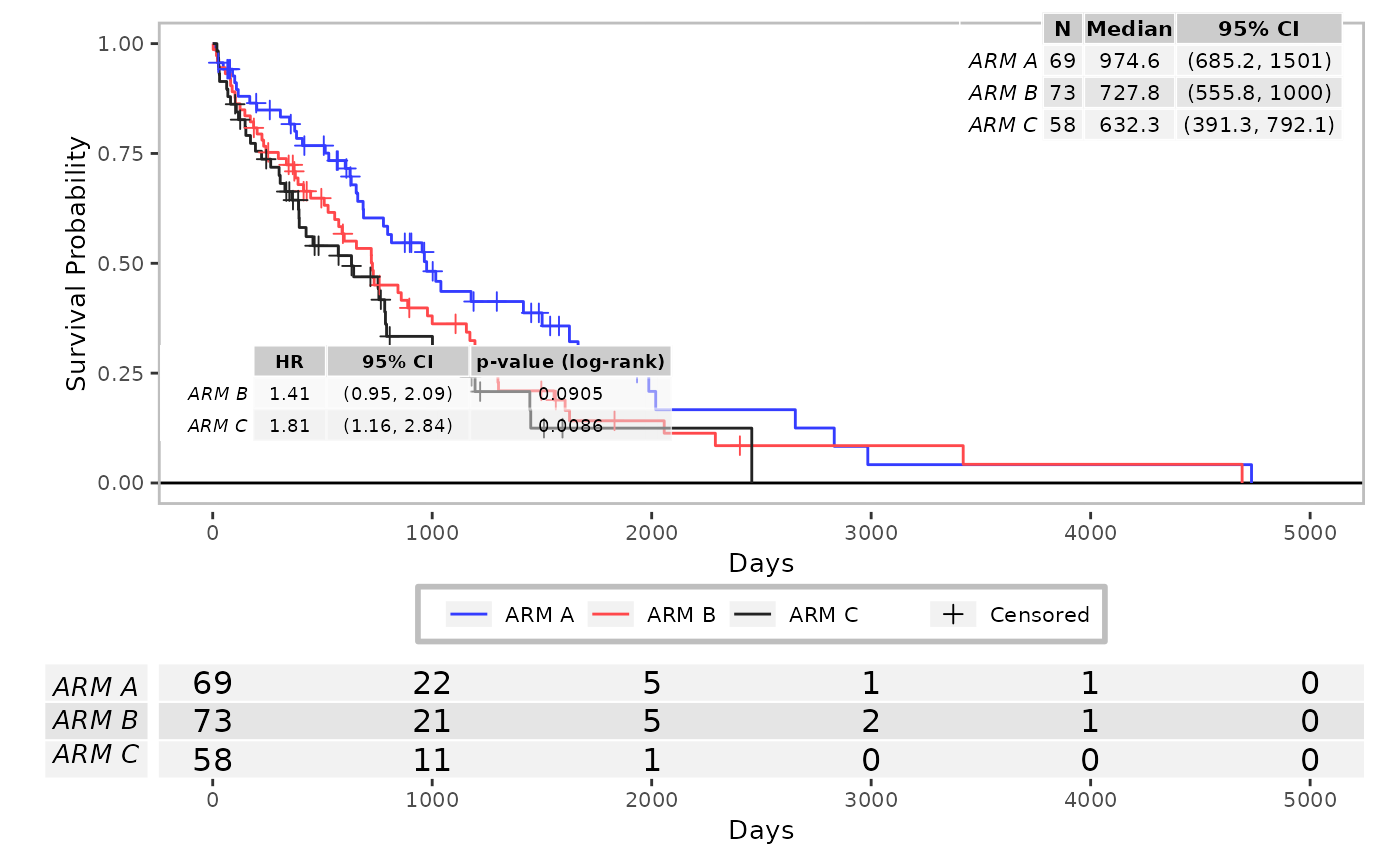 N Median 95% CI
ARM A 69 974.6 (685.2, 1501)
ARM B 73 727.8 (555.8, 1000)
ARM C 58 632.3 (391.3, 792.1)
Survival Probability
1.00
0.75
0.50
0.25
0.00
HR 95% CI p-value (log-rank)
ARM B 1.41 (0.95, 2.09) 0.0905
ARM C 1.81 (1.16, 2.84) 0.0086
0 1000 2000 3000 4000 5000
Days
ARM A ARM B ARM C Censored
ARM A 69 22 5 1 1 0
ARM B 73 21 5 2 1 0
ARM C 58 11 1 0 0 0
0 1000 2000 3000 4000 5000
Days